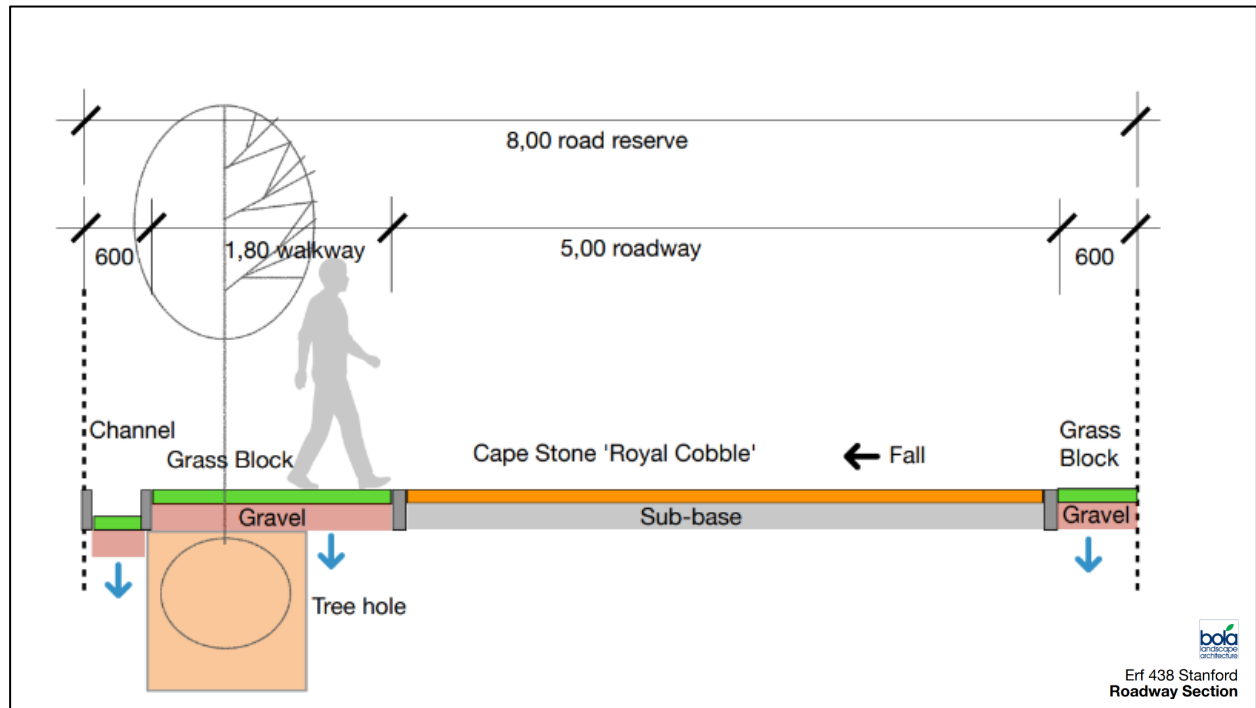 8,00 road reserve
600
1,80 walkway
5,00 roadway
600
Channel
Grass Block
Cape Stone 'Royal Cobble'
Fall
Grass
Block
Gravel
Sub-base
Gravel
Tree hole
bola
landscape
architecture
Erf 438 Stanford
Roadway Section